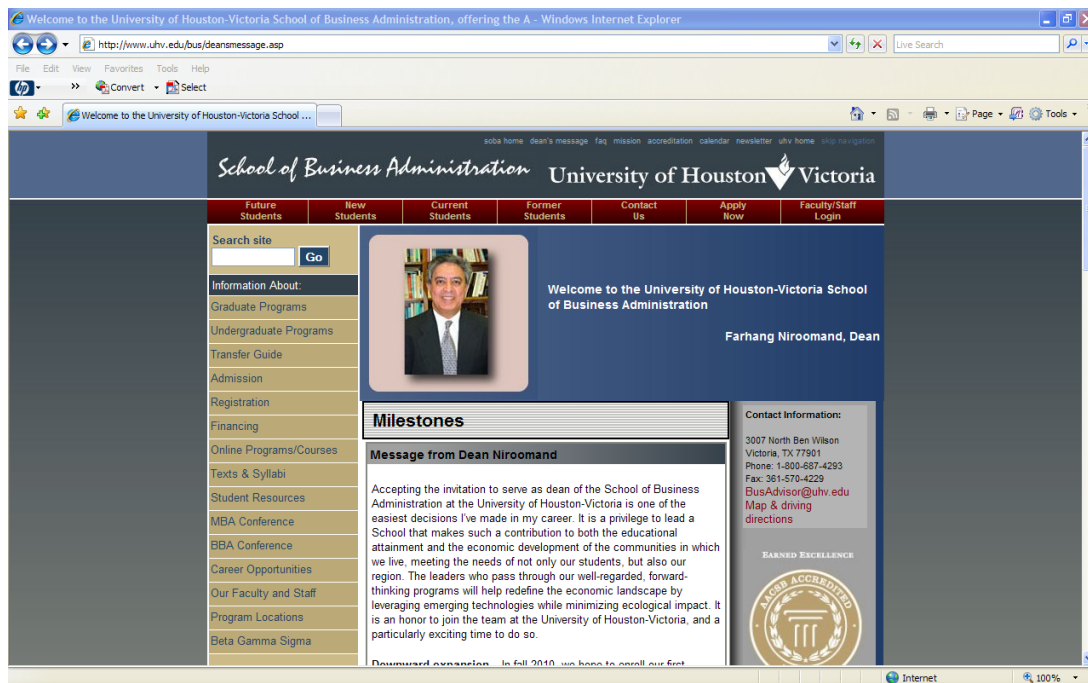 Welcome to the University of Houston-Victoria School of Business Administration, offering the A - Windows Internet Explorer
http://www.uhv.edu/bus/deansmessage.asp
Live Search
File Edit View Favorites Tools Help
hp » Convert Select
Welcome to the University of Houston-Victoria School ...
Page Tools
soba home dean's message faq mission accreditation calendar newsletter uhv home skip navigation
School of Business Administration University of Houston Victoria
Future Students
New Students
Current Students
Former Students
Contact Us
Apply Now
Faculty/Staff Login
Search site
Go
Information About:
Graduate Programs
Undergraduate Programs
Transfer Guide
Admission
Registration
Financing
Online Programs/Courses
Texts & Syllabi
Student Resources
MBA Conference
BBA Conference
Career Opportunities
Our Faculty and Staff
Program Locations
Beta Gamma Sigma
Welcome to the University of Houston-Victoria School
of Business Administration
Farhang Niroomand, Dean
Milestones
Message from Dean Niroomand
Accepting the invitation to serve as dean of the School of Business
Administration at the University of Houston-Victoria is one of the
easiest decisions I've made in my career. It is a privilege to lead a
School that makes such a contribution to both the educational
attainment and the economic development of the communities in which
we live, meeting the needs of not only our students, but also our
region. The leaders who pass through our well-regarded, forward-
thinking programs will help redefine the economic landscape by
leveraging emerging technologies while minimizing ecological impact. It
is an honor to join the team at the University of Houston-Victoria, and a
particularly exciting time to do so.
Downward expansion In fall 2010, we hope to enroll our first
Contact Information:
3007 North Ben Wilson
Victoria, TX 77901
Phone: 1-800-687-4293
Fax: 361-570-4229
BusAdvisor@uhv.edu
Map & driving
directions
EARNED EXCELLENCE
AACSB ACCREDITED
Internet 100%